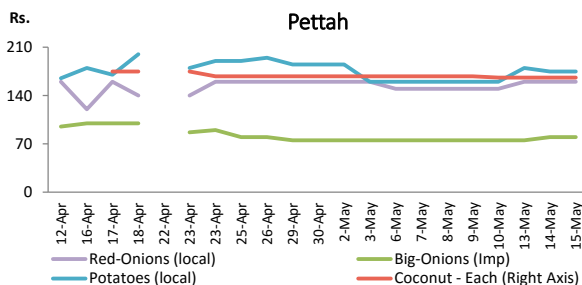 Rs.
Pettah
210
140
70
0
12-Apr
16-Apr
17-Apr
18-Apr
22-Apr
23-Apr
23-Apr
25-Apr
26-Apr
29-Apr
30-Apr
2-May
3-May
6-May
7-May
8-May
9-May
10-May
13-May
14-May
15-May
Red-Onions (local)
Big-Onions (Imp)
Potatoes (local)
Coconut - Each (Right Axis)